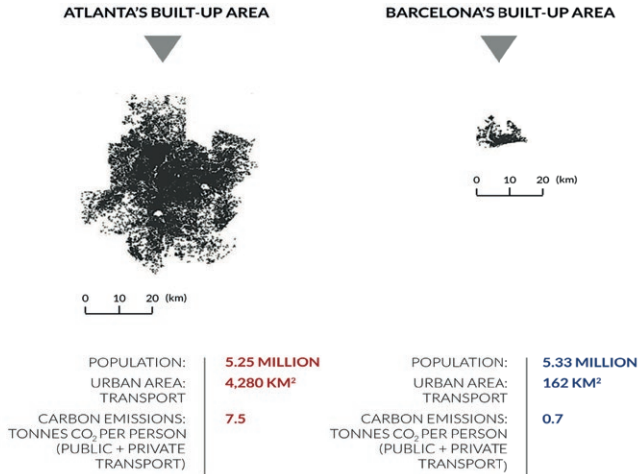 ATLANTA'S BUILT-UP AREA
0 10 20 (km)
POPULATION: 5.25 MILLION
URBAN AREA: 4,280 KM²
TRANSPORT
CARBON EMISSIONS: 7.5
TONNES CO₂ PER PERSON
(PUBLIC + PRIVATE
TRANSPORT)
BARCELONA'S BUILT-UP AREA
0 10 20 (km)
POPULATION: 5.33 MILLION
URBAN AREA: 162 KM²
TRANSPORT
CARBON EMISSIONS: 0.7
TONNES CO₂ PER PERSON
(PUBLIC + PRIVATE
TRANSPORT)